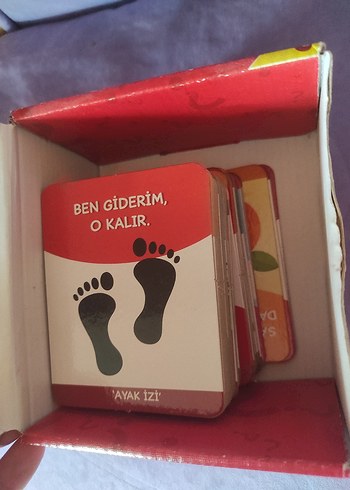 BEN GİDERİM,
O KALIR.
'AYAK İZİ'